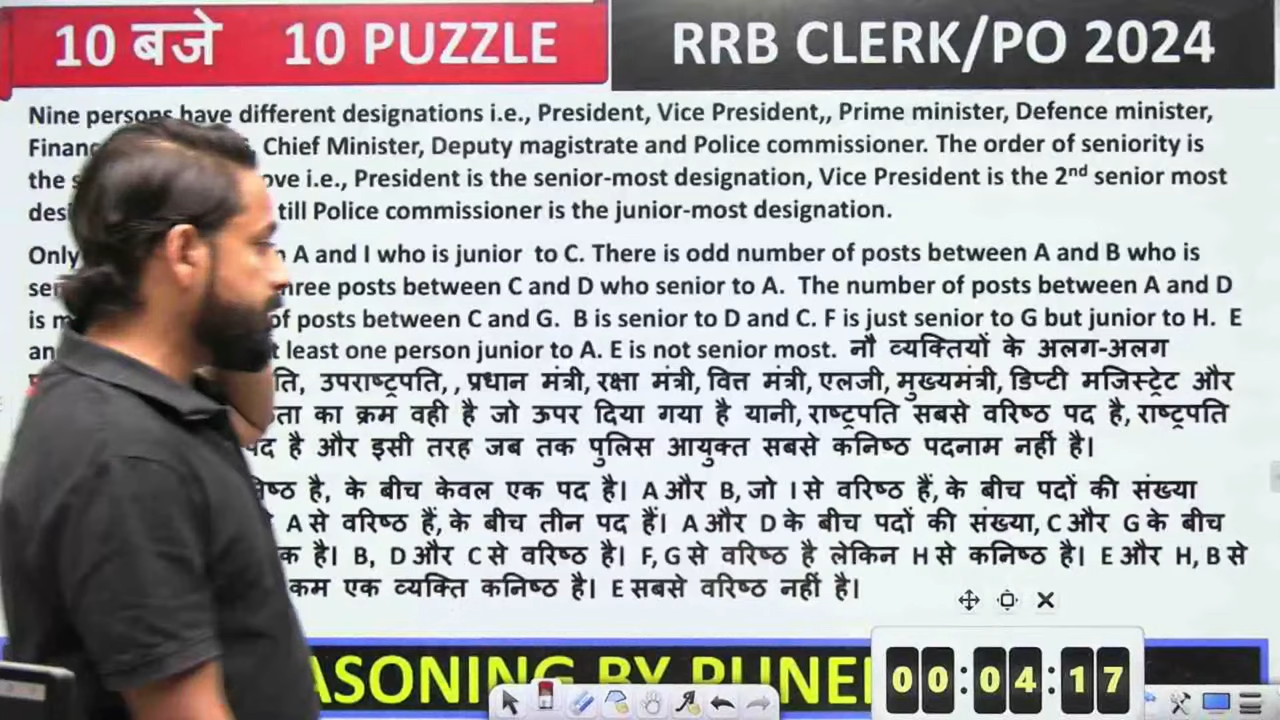 10 बजे 10 PUZZLE
RRB CLERK/PO 2024
Nine persons have different designations i.e., President, Vice President,, Prime minister, Defence minister,
Chief Minister, Deputy magistrate and Police commissioner. The order of seniority is
the i.e., President is the senior-most designation, Vice President is the 2nd senior most
till Police commissioner is the junior-most designation.
Only A and I who is junior to C. There is odd number of posts between A and B who is
posts between C and D who senior to A. The number of posts between A and D
is of posts between C and G. B is senior to D and C. F is just senior to G but junior to H. E
least one person junior to A. E is not senior most. नौ व्यक्तियों के अलग-अलग
उपराष्ट्रपति, , प्रधान मंत्री, रक्षा मंत्री, वित्त मंत्री, एलजी, मुख्यमंत्री, डिप्टी मजिस्ट्रेट और
का क्रम वही है जो ऊपर दिया गया है यानी, राष्ट्रपति सबसे वरिष्ठ पद है, राष्ट्रपति
है और इसी तरह जब तक पुलिस आयुक्त सबसे कनिष्ठ पदनाम नहीं है।
है, के बीच केवल एक पद है। A और B, जो I से वरिष्ठ हैं, के बीच पदों की संख्या
A से वरिष्ठ हैं, के बीच तीन पद हैं। A और D के बीच पदों की संख्या, C और G के बीच
है। B, D और C से वरिष्ठ है। F, G से वरिष्ठ है लेकिन H से कनिष्ठ है। E और H, B से
कम एक व्यक्ति कनिष्ठ है। E सबसे वरिष्ठ नहीं है।
BY
00:04:17